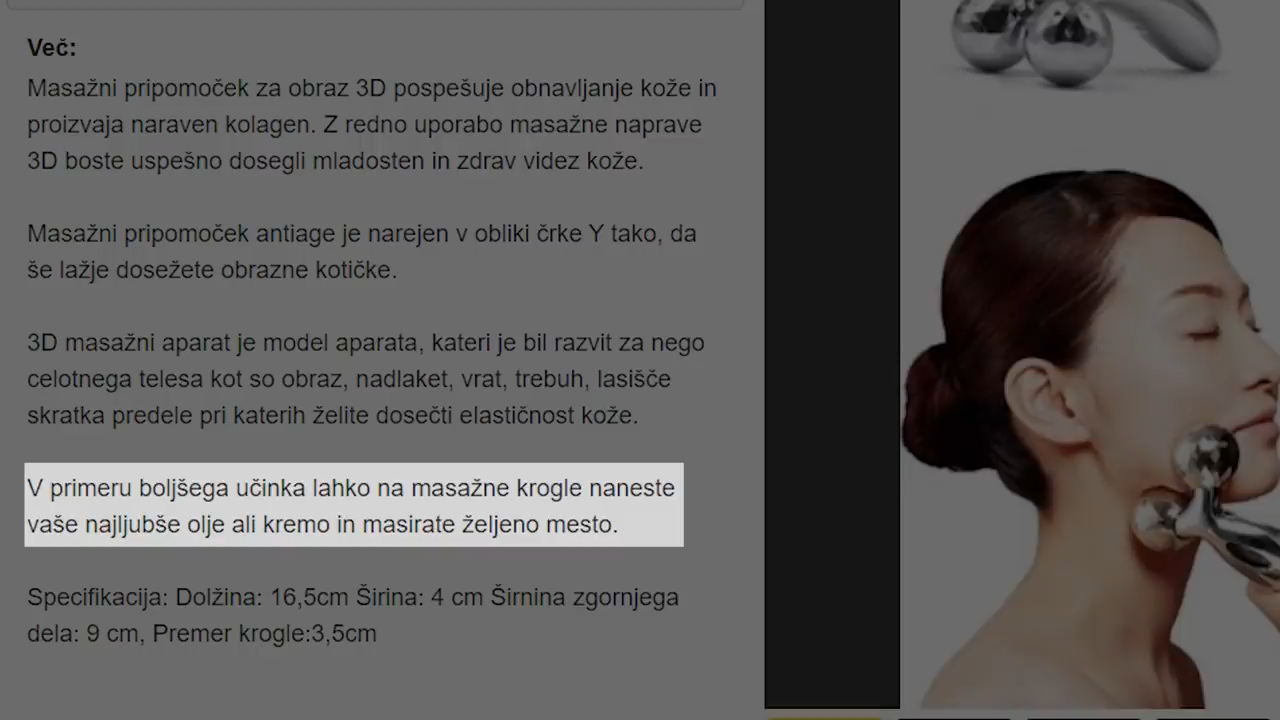 Več:
Masažni pripomoček za obraz 3D pospešuje obnavljanje kože in
proizvaja naraven kolagen. Z redno uporabo masažne naprave
3D boste uspešno dosegli mladosten in zdrav videz kože.
Masažni pripomoček antiage je narejen v obliki črke Y tako, da
še lažje dosežete obrazne kotičke.
3D masažni aparat je model aparata, kateri je bil razvit za nego
celotnega telesa kot so obraz, nadlaket, vrat, trebuh, lasišče
skratka predele pri katerih želite dosečti elastičnost kože.
V primeru boljšega učinka lahko na masažne krogle naneste
vaše najljubše olje ali kremo in masirate željeno mesto.
Specifikacija: Dolžina: 16,5cm Širina: 4 cm Širnina zgornjega
dela: 9 cm, Premer krogle:3,5cm